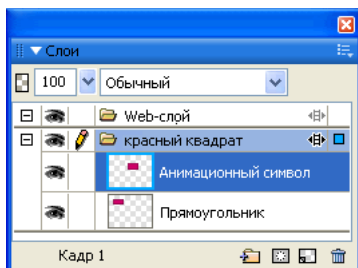 Слои
100 Обычный
Web-слой
красный квадрат
Анимационный символ
Прямоугольник
Кадр 1